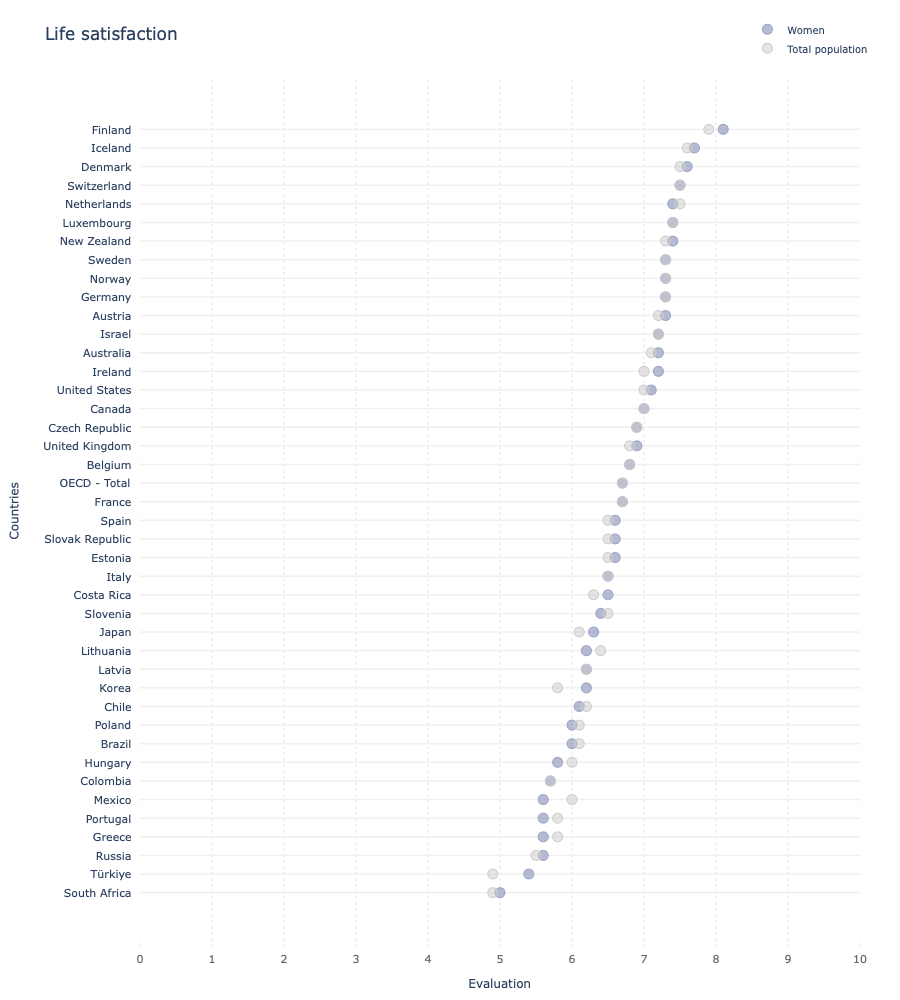 Life satisfaction
Women
Total population
Finland
Iceland
Denmark
Switzerland
Netherlands
Luxembourg
New Zealand
Sweden
Norway
Germany
Austria
Israel
Australia
Ireland
United States
Canada
Czech Republic
United Kingdom
Belgium
OECD - Total
France
Spain
Slovak Republic
Estonia
Italy
Costa Rica
Slovenia
Japan
Lithuania
Latvia
Korea
Chile
Poland
Brazil
Hungary
Colombia
Mexico
Portugal
Greece
Russia
Türkiye
South Africa
Countries
0 1 2 3 4 5 6 7 8 9 10
Evaluation